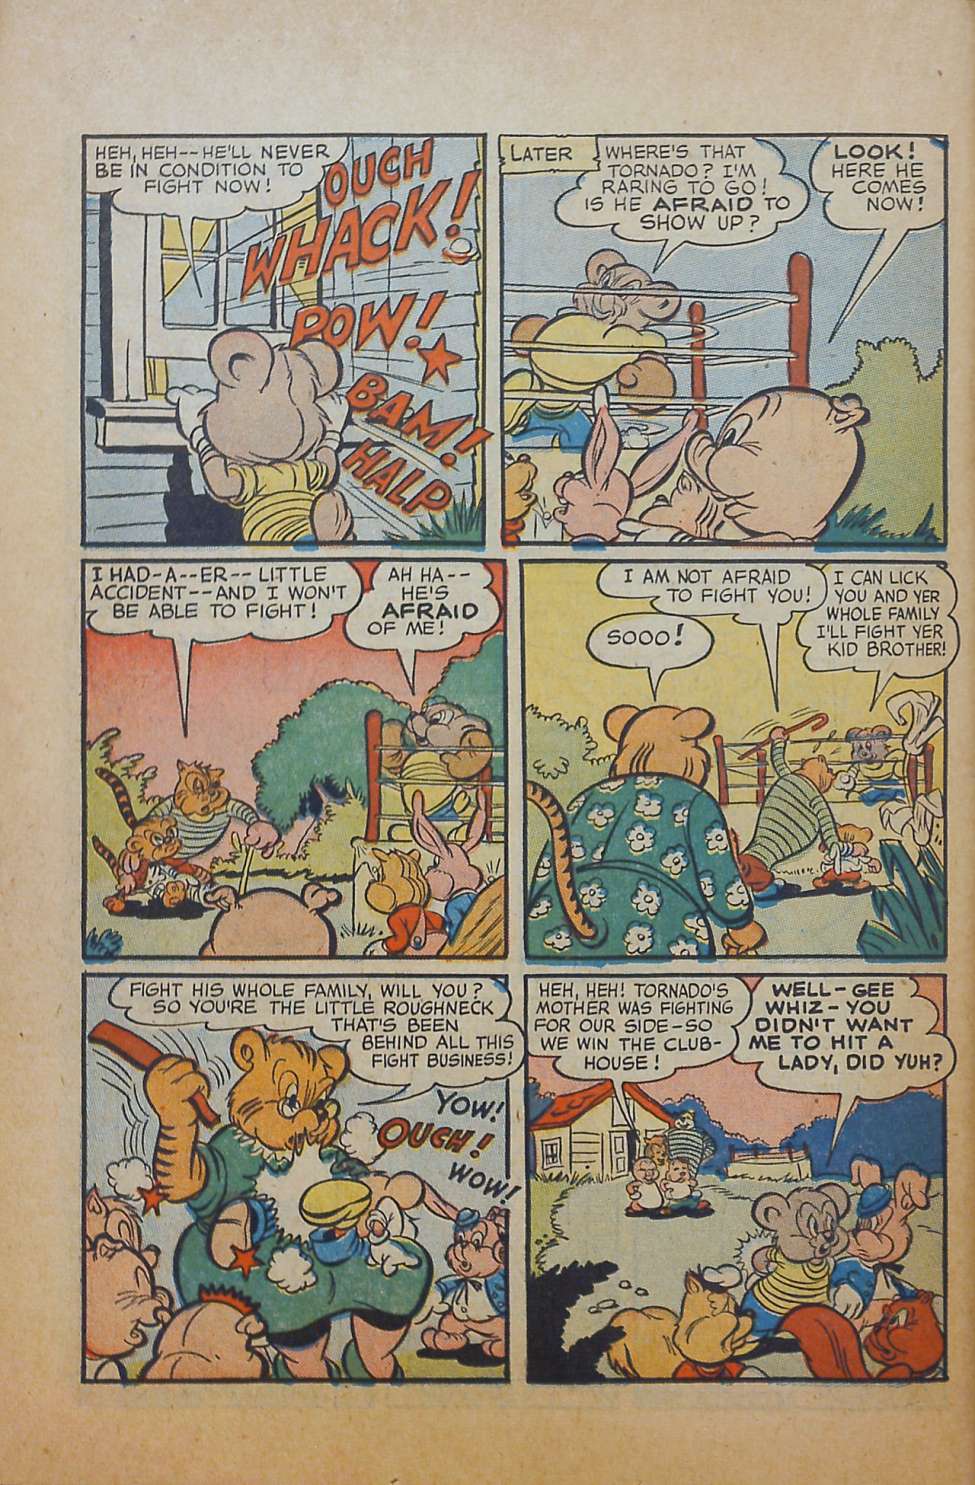 HEH, HEH--HE'LL NEVER
BE IN CONDITION TO
FIGHT NOW!
OUCH
WHACK!
POW!
BAM!
HALP
LATER
WHERE'S THAT
TORNADO? I'M
RARING TO GO!
IS HE AFRAID TO
SHOW UP?
LOOK!
HERE HE
COMES
NOW!
I HAD-A--ER--LITTLE
ACCIDENT--AND I WON'T
BE ABLE TO FIGHT!
AH HA--
HE'S
AFRAID
OF ME!
SOOO!
I AM NOT AFRAID
TO FIGHT YOU!
I CAN LICK
YOU AND YER
WHOLE FAMILY
I'LL FIGHT YER
KID BROTHER!
FIGHT HIS WHOLE FAMILY, WILL YOU?
SO YOU'RE THE LITTLE ROUGHNECK
THAT'S BEEN
BEHIND ALL THIS
FIGHT BUSINESS!
YOW!
OUCH!
WOW!
HEH, HEH! TORNADO'S
MOTHER WAS FIGHTING
FOR OUR SIDE-SO
WE WIN THE CLUB-
HOUSE!
WELL-GEE
WHIZ-YOU
DIDN'T WANT
ME TO HIT A
LADY, DID YUH?